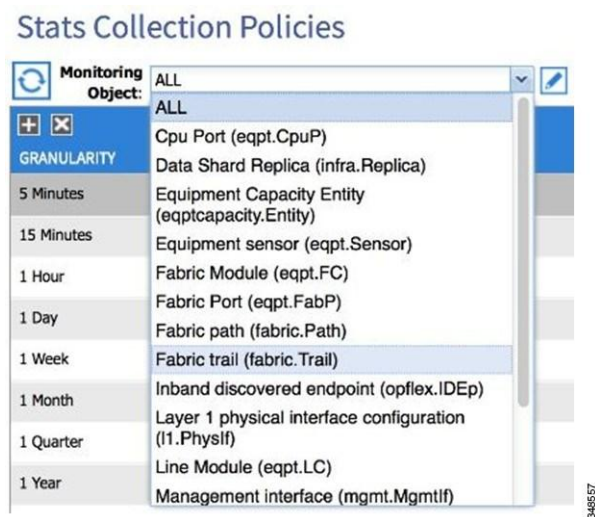 Stats Collection Policies
Monitoring Object:
ALL
ALL
Cpu Port (eqpt.CpuP)
Data Shard Replica (infra.Replica)
Equipment Capacity Entity
(eqptcapacity.Entity)
Equipment sensor (eqpt.Sensor)
Fabric Module (eqpt.FC)
Fabric Port (eqpt.FabP)
Fabric path (fabric.Path)
Fabric trail (fabric.Trail)
Inband discovered endpoint (opflex.IDEp)
Layer 1 physical interface configuration
(l1.PhysIf)
Line Module (eqpt.LC)
Management interface (mgmt.MgmtIf)
GRANULARITY
5 Minutes
15 Minutes
1 Hour
1 Day
1 Week
1 Month
1 Quarter
1 Year
348557